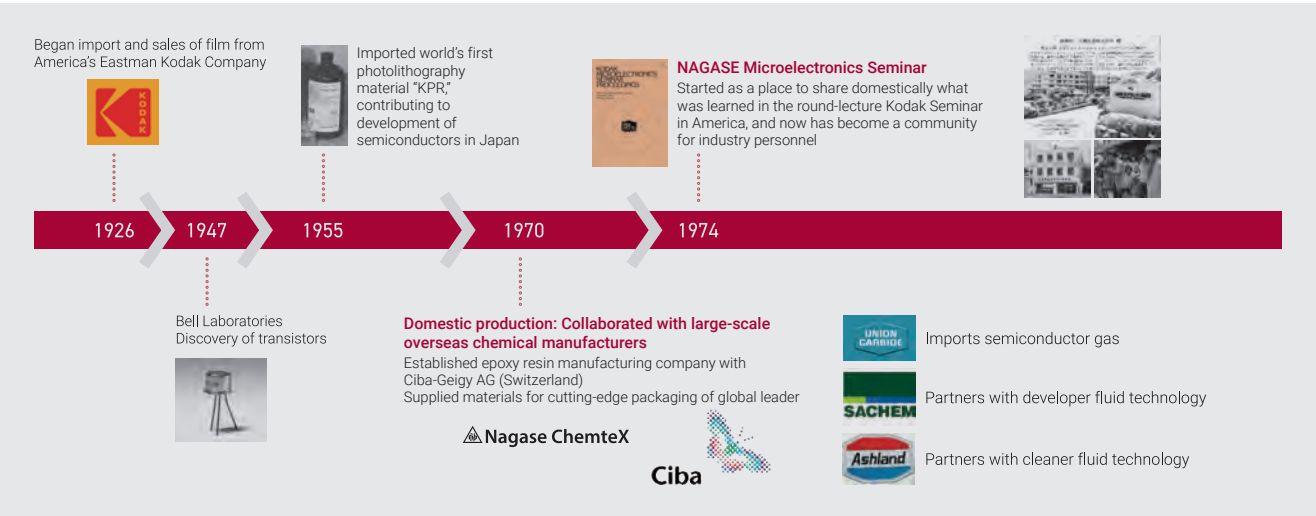 Began import and sales of film from
America's Eastman Kodak Company
KODAK
Imported world's first
photolithography
material "KPR,"
contributing to
development of
semiconductors in Japan
KODAK
MICROELECTRONICS
SEMINAR
PROCEEDINGS
NAGASE Microelectronics Seminar
Started as a place to share domestically what
was learned in the round-lecture Kodak Seminar
in America, and now has become a community
for industry personnel
1926
1947
1955
1970
1974
Bell Laboratories
Discovery of transistors
Domestic production: Collaborated with large-scale
overseas chemical manufacturers
Established epoxy resin manufacturing company with
Ciba-Geigy AG (Switzerland)
Supplied materials for cutting-edge packaging of global leader
Nagase ChemteX
Ciba
UNION
CARBIDE
Imports semiconductor gas
SACHEM
Partners with developer fluid technology
Ashland
Partners with cleaner fluid technology